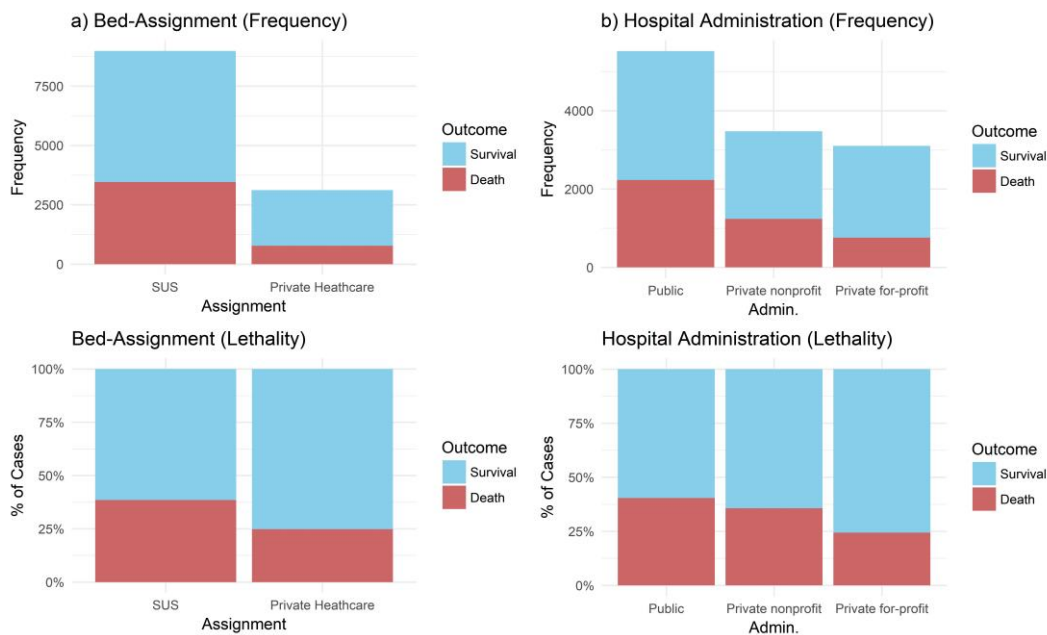 a) Bed-Assignment (Frequency)
Frequency
7500
5000
2500
0
SUS
Private Heathcare
Assignment
Outcome
Survival
Death
b) Hospital Administration (Frequency)
Frequency
4000
2000
0
Public
Private nonprofit
Private for-profit
Admin.
Outcome
Survival
Death
Bed-Assignment (Lethality)
% of Cases
100%
75%
50%
25%
0%
SUS
Private Heathcare
Assignment
Outcome
Survival
Death
Hospital Administration (Lethality)
% of Cases
100%
75%
50%
25%
0%
Public
Private nonprofit
Private for-profit
Admin.
Outcome
Survival
Death